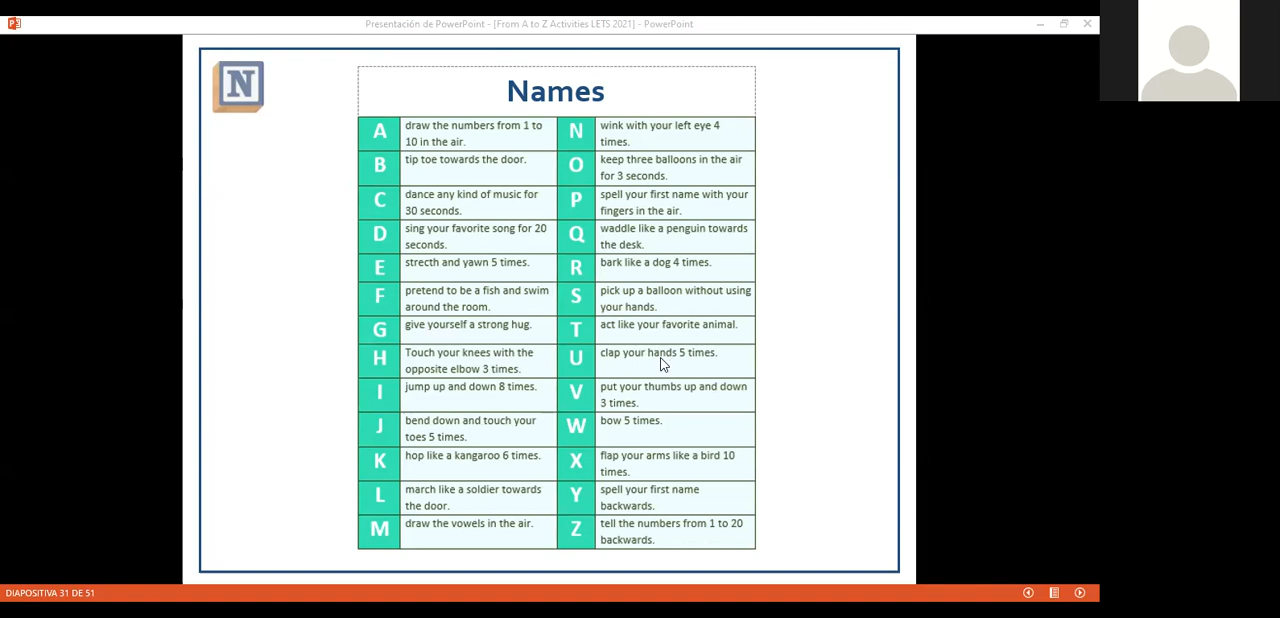 Presentación de PowerPoint - [From A to Z Activities LETS 2021] - PowerPoint
N
Names
A
draw the numbers from 1 to
10 in the air.
N
wink with your left eye 4
times.
B
tip toe towards the door.
O
keep three balloons in the air
for 3 seconds.
C
dance any kind of music for
30 seconds.
P
spell your first name with your
fingers in the air.
D
sing your favorite song for 20
seconds.
Q
waddle like a penguin towards
the desk.
E
strecth and yawn 5 times.
R
bark like a dog 4 times.
F
pretend to be a fish and swim
around the room.
S
pick up a balloon without using
your hands.
G
give yourself a strong hug.
T
act like your favorite animal.
H
Touch your knees with the
opposite elbow 3 times.
U
clap your hands 5 times.
I
jump up and down 8 times.
V
put your thumbs up and down
3 times.
J
bend down and touch your
toes 5 times.
W
bow 5 times.
K
hop like a kangaroo 6 times.
X
flap your arms like a bird 10
times.
L
march like a soldier towards
the door.
Y
spell your first name
backwards.
M
draw the vowels in the air.
Z
tell the numbers from 1 to 20
backwards.
DIAPOSITIVA 31 DE 51